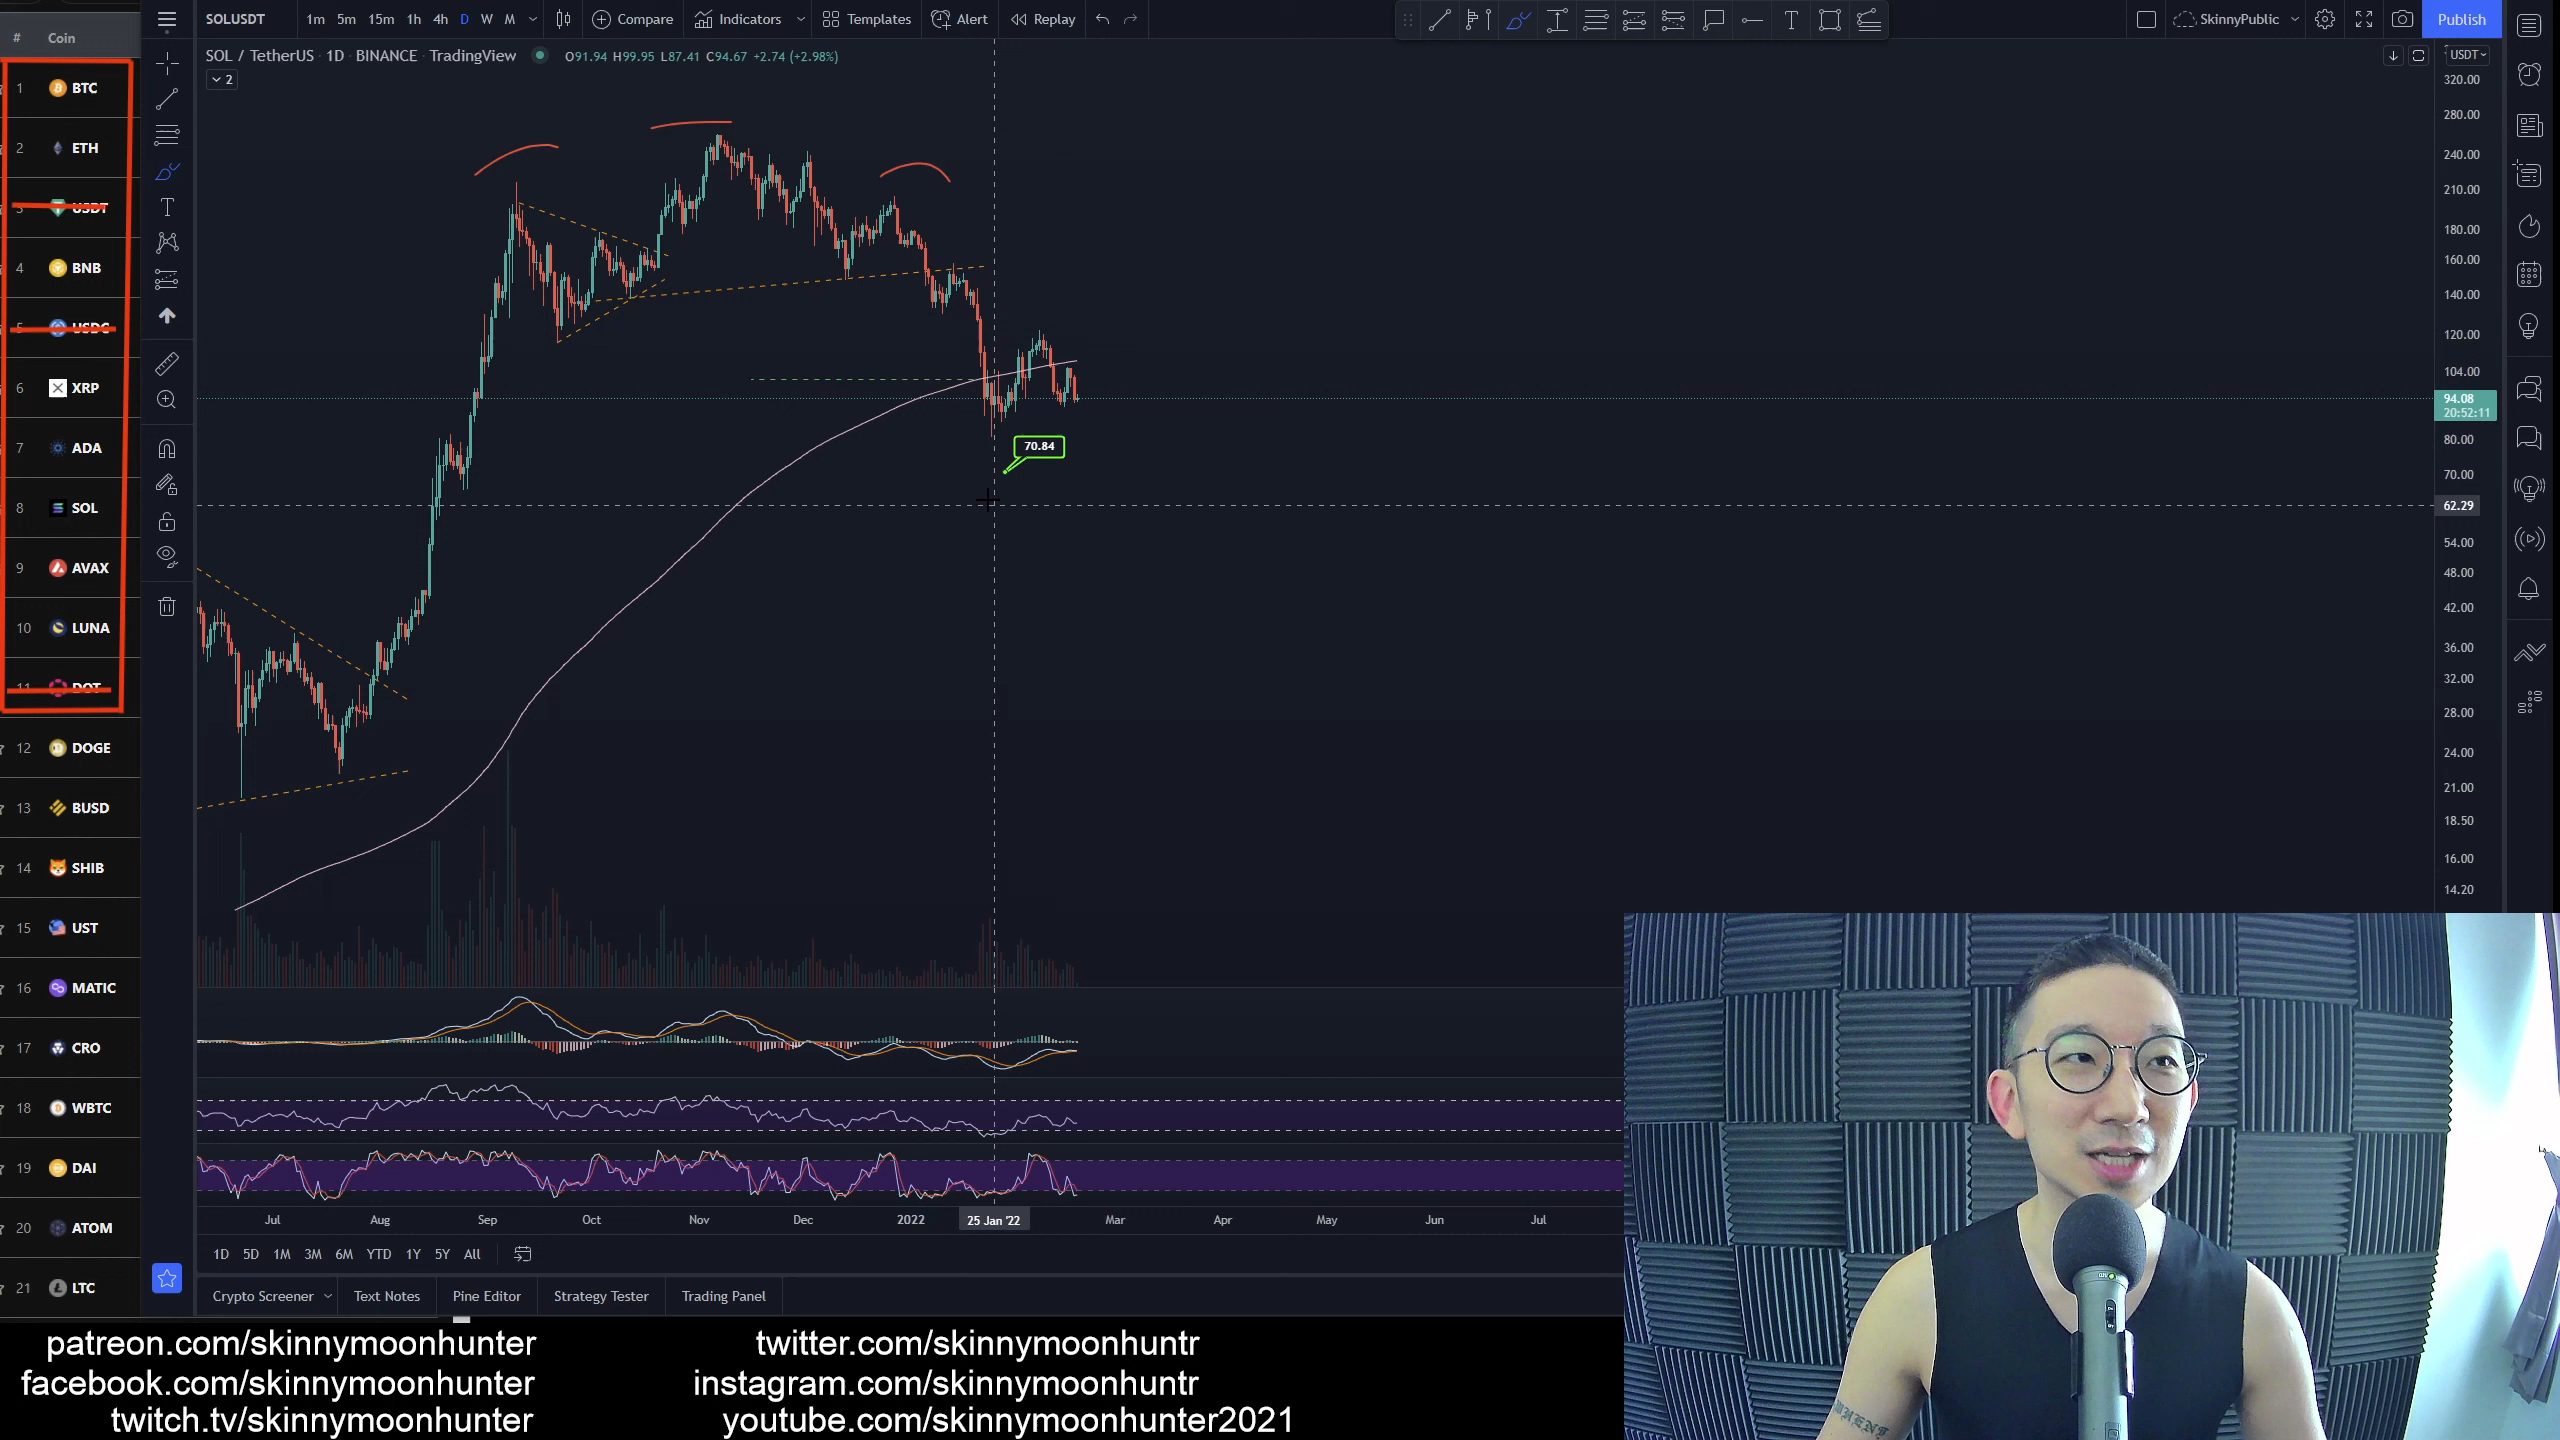 # Coin
1 BTC
2 ETH
3 USDT
4 BNB
5 USDC
6 XRP
7 ADA
8 SOL
9 AVAX
10 LUNA
11 DOT
12 DOGE
13 BUSD
14 SHIB
15 UST
16 MATIC
17 CRO
18 WBTC
19 DAI
20 ATOM
21 LTC
SOLUSDT 1m 5m 15m 1h 4h D W M Compare Indicators Templates Alert Replay SkinnyPublic Publish
SOL / TetherUS · 1D · BINANCE · TradingView O91.94 H99.95 L87.41 C94.67 +2.74 (+2.98%)
2
USDT
320.00
280.00
240.00
210.00
180.00
160.00
140.00
120.00
104.00
94.08
20:52:11
80.00
70.00
62.29
54.00
48.00
42.00
36.00
32.00
28.00
24.00
21.00
18.50
16.00
14.20
70.84
Jul Aug Sep Oct Nov Dec 2022 25 Jan '22 Mar Apr May Jun Jul
1D 5D 1M 3M 6M YTD 1Y 5Y All
Crypto Screener Text Notes Pine Editor Strategy Tester Trading Panel
patreon.com/skinnymoonhunter twitter.com/skinnymoonhuntr
facebook.com/skinnymoonhunter instagram.com/skinnymoonhuntr
twitch.tv/skinnymoonhunter youtube.com/skinnymoonhunter2021